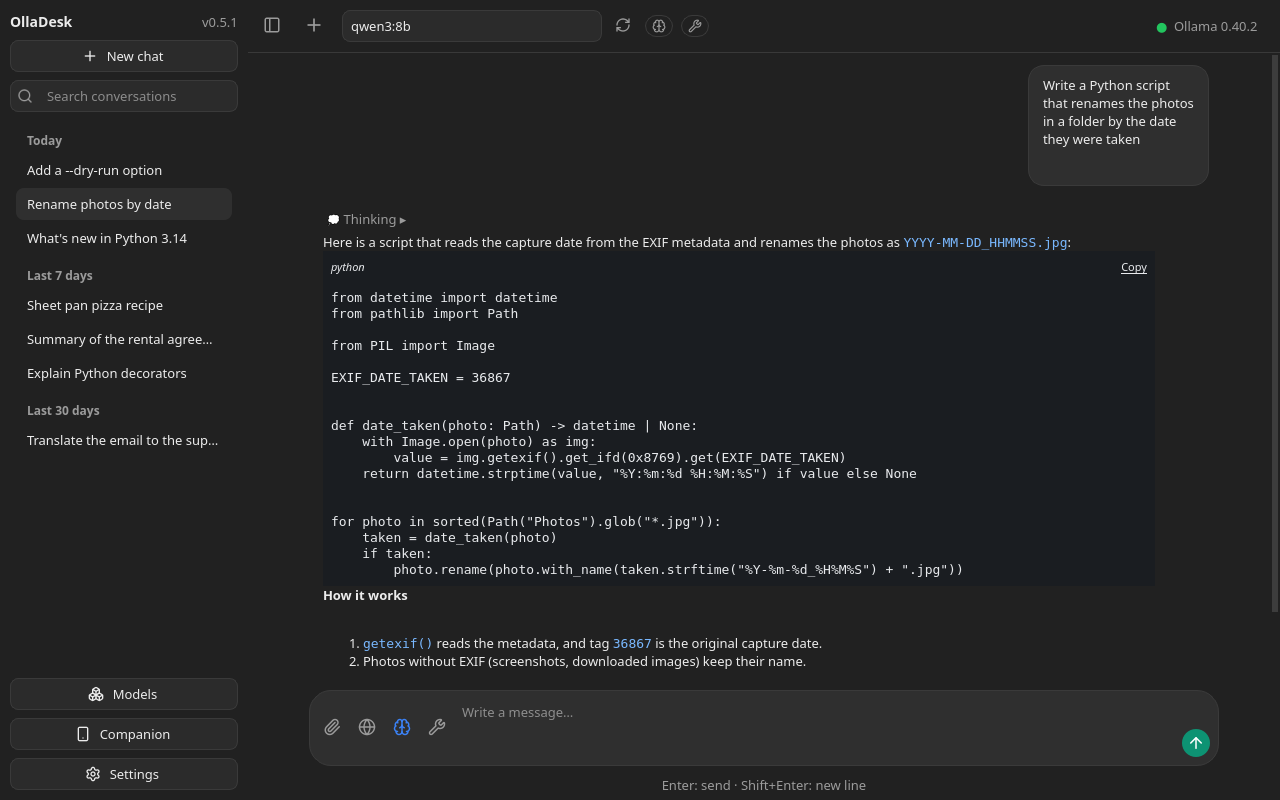 OllaDesk v0.5.1
New chat
Search conversations
Today
Add a --dry-run option
Rename photos by date
What's new in Python 3.14
Last 7 days
Sheet pan pizza recipe
Summary of the rental agree...
Explain Python decorators
Last 30 days
Translate the email to the sup...
Models
Companion
Settings
qwen3:8b
Ollama 0.40.2
Write a Python script
that renames the photos
in a folder by the date
they were taken
Thinking ▸
Here is a script that reads the capture date from the EXIF metadata and renames the photos as YYYY-MM-DD_HHMMSS.jpg:
python Copy
from datetime import datetime
from pathlib import Path

from PIL import Image

EXIF_DATE_TAKEN = 36867


def date_taken(photo: Path) -> datetime | None:
    with Image.open(photo) as img:
        value = img.getexif().get_ifd(0x8769).get(EXIF_DATE_TAKEN)
    return datetime.strptime(value, "%Y:%m:%d %H:%M:%S") if value else None


for photo in sorted(Path("Photos").glob("*.jpg")):
    taken = date_taken(photo)
    if taken:
        photo.rename(photo.with_name(taken.strftime("%Y-%m-%d_%H%M%S") + ".jpg"))
How it works
1. getexif() reads the metadata, and tag 36867 is the original capture date.
2. Photos without EXIF (screenshots, downloaded images) keep their name.
Write a message...
Enter: send · Shift+Enter: new line